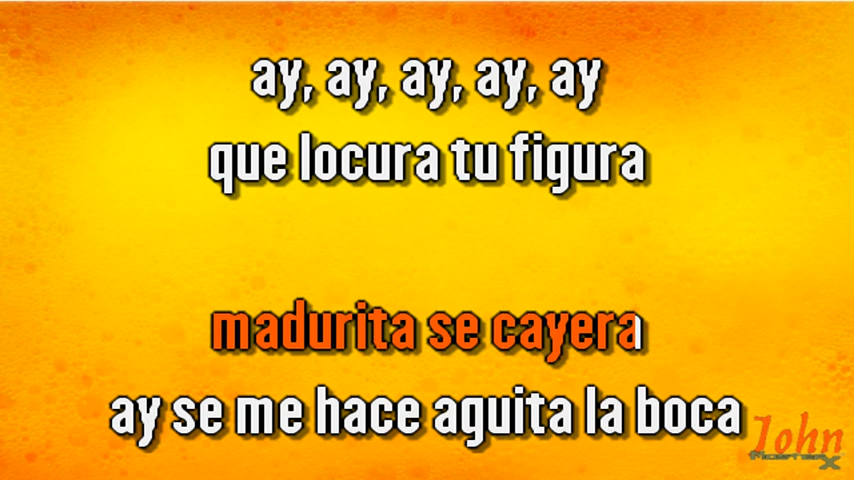 ay, ay, ay, ay, ay
que locura tu figura
madurita se cayera
ay se me hace aguita la boca
John